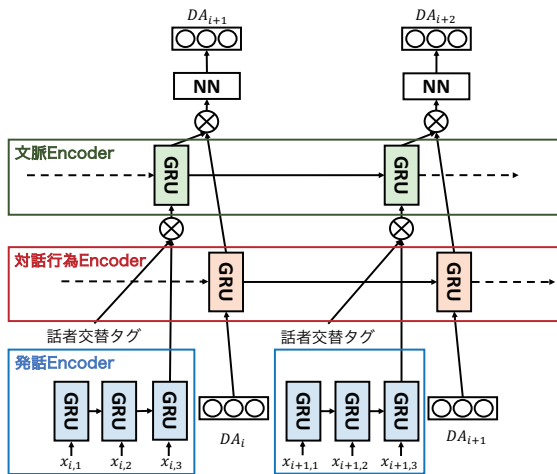 DA_{i+1} DA_{i+2}
NN NN
文脈Encoder
GRU GRU
対話行為Encoder
GRU GRU
話者交替タグ 話者交替タグ
発話Encoder
GRU GRU GRU GRU GRU GRU
x_{i,1} x_{i,2} x_{i,3} DA_i x_{i+1,1} x_{i+1,2} x_{i+1,3} DA_{i+1}